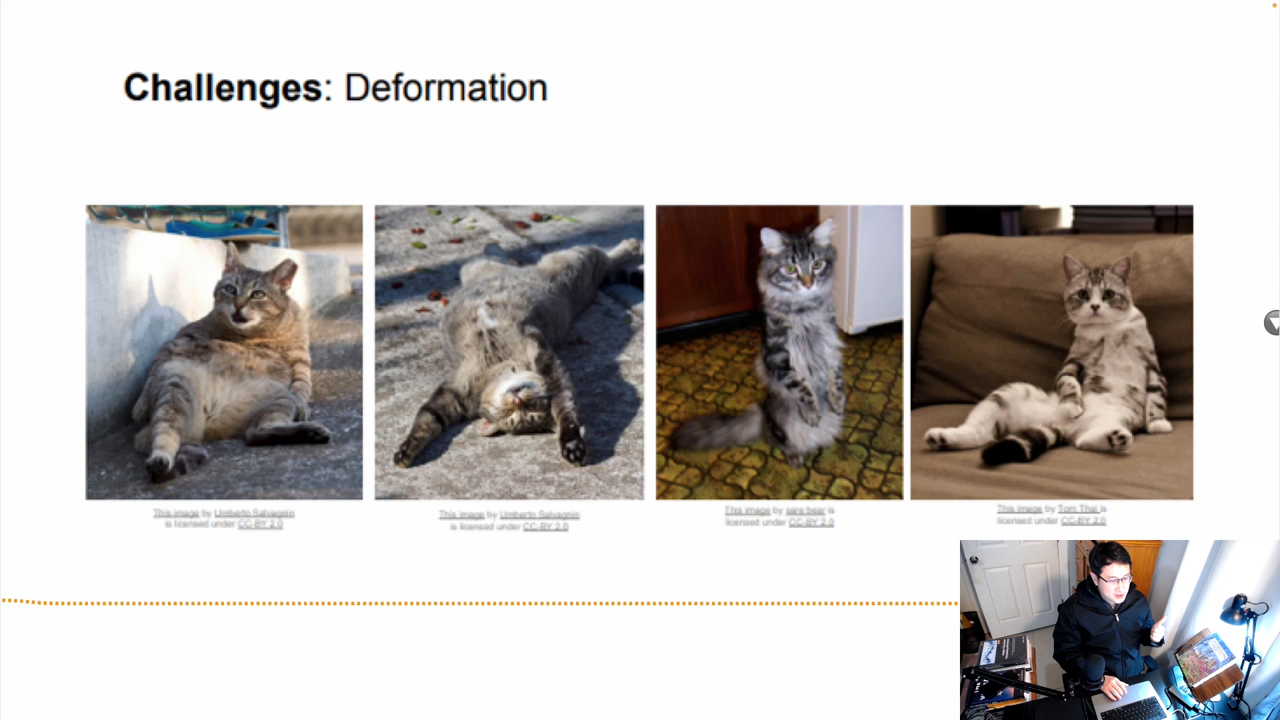 Challenges: Deformation
This image by Umberto Salvagnin
is licensed under CC-BY 2.0
This image by Umberto Salvagnin
is licensed under CC-BY 2.0
This image by sara bear is
licensed under CC-BY 2.0
This image by Tom Thai is
licensed under CC-BY 2.0